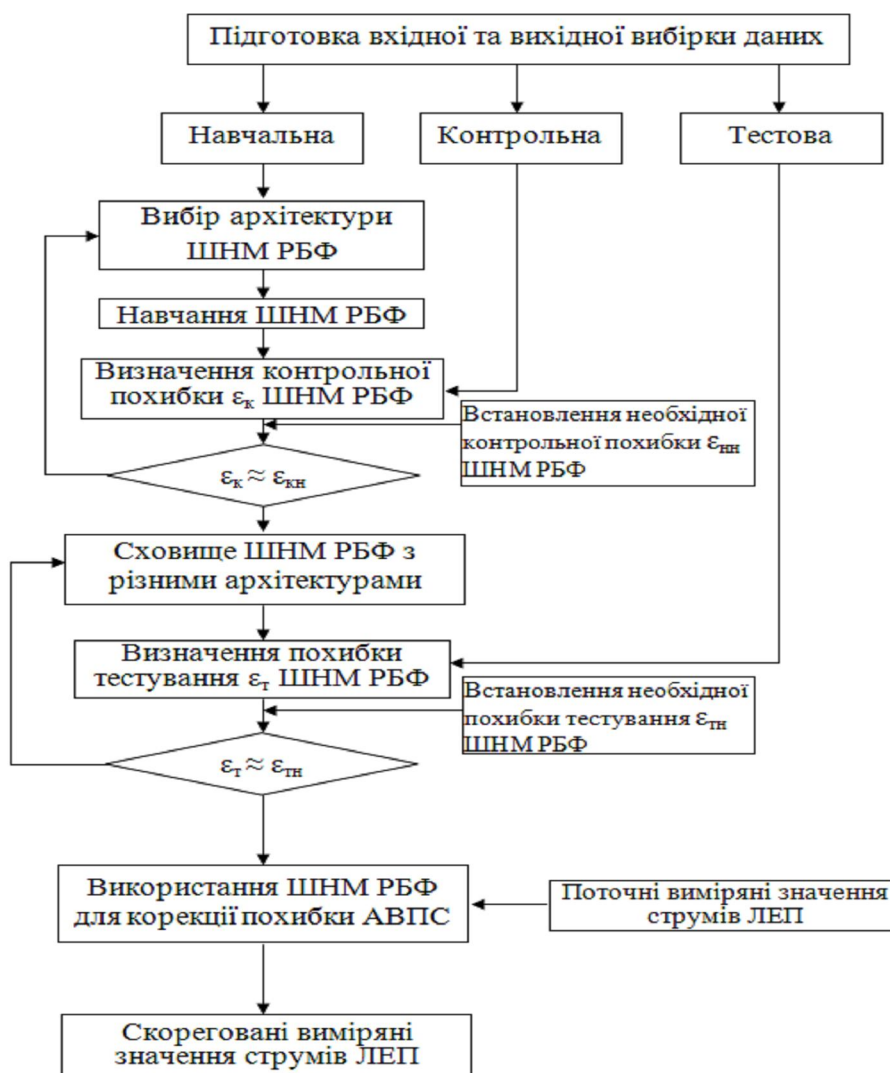 Підготовка вхідної та вихідної вибірки даних
Навчальна
Контрольна
Тестова
Вибір архітектури
ШНМ РБФ
Навчання ШНМ РБФ
Визначення контрольної
похибки εк ШНМ РБФ
Встановлення необхідної
контрольної похибки εнн
ШНМ РБФ
εк ≈ εкн
Сховище ШНМ РБФ з
різними архітектурами
Визначення похибки
тестування εт ШНМ РБФ
Встановлення необхідної
похибки тестування εтн
ШНМ РБФ
εт ≈ εтн
Використання ШНМ РБФ
для корекції похибки АВПС
Поточні виміряні значення
струмів ЛЕП
Скореговані виміряні
значення струмів ЛЕП